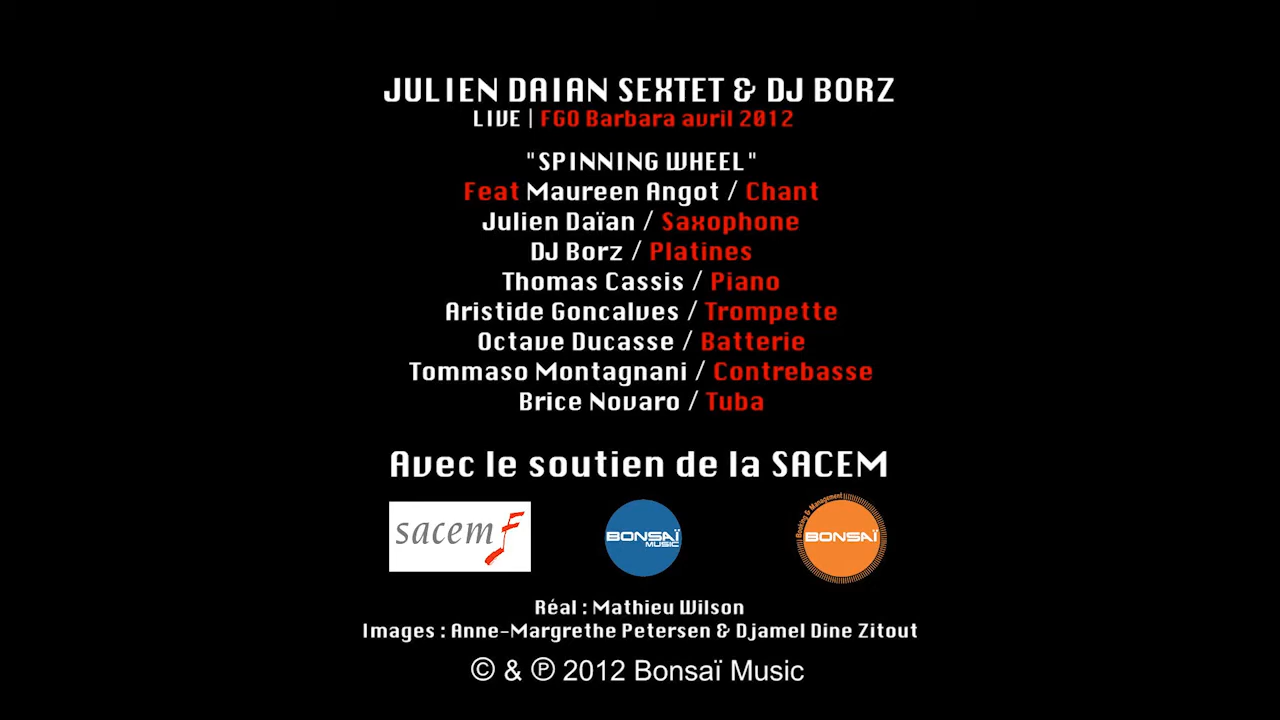 JULIEN DAIAN SEXTET & DJ BORZ
LIVE | FGO Barbara avril 2012
"SPINNING WHEEL"
Feat Maureen Angot / Chant
Julien Daïan / Saxophone
DJ Borz / Platines
Thomas Cassis / Piano
Aristide Goncalves / Trompette
Octave Ducasse / Batterie
Tommaso Montagnani / Contrebasse
Brice Novaro / Tuba
Avec le soutien de la SACEM
sacem
BONSAÏ
MUSIC
Booking & Management
BONSAÏ
Réal : Mathieu Wilson
Images : Anne-Margrethe Petersen & Djamel Dine Zitout
© & ℗ 2012 Bonsaï Music